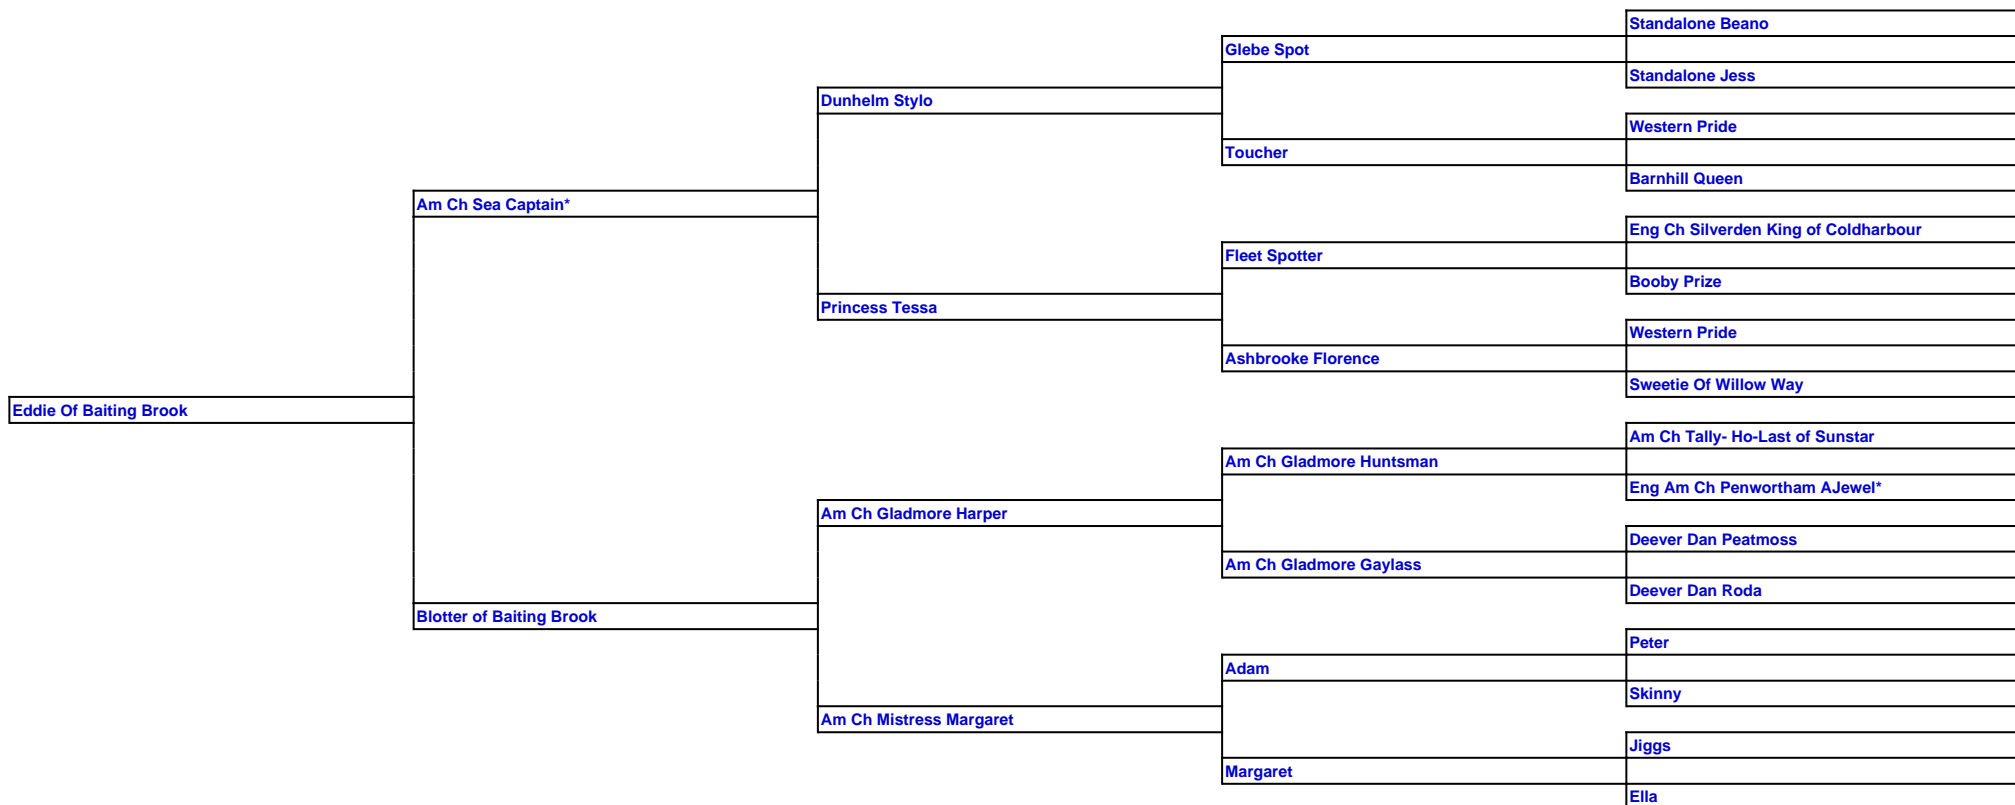 Standalone Beano
Glebe Spot
Standalone Jess
Dunhelm Stylo
Western Pride
Toucher
Barnhill Queen
Am Ch Sea Captain*
Eng Ch Silverden King of Coldharbour
Fleet Spotter
Booby Prize
Princess Tessa
Western Pride
Ashbrooke Florence
Sweetie Of Willow Way
Eddie Of Baiting Brook
Am Ch Tally- Ho-Last of Sunstar
Am Ch Gladmore Huntsman
Eng Am Ch Penwortham AJewel*
Am Ch Gladmore Harper
Deever Dan Peatmoss
Am Ch Gladmore Gaylass
Deever Dan Roda
Blotter of Baiting Brook
Peter
Adam
Skinny
Am Ch Mistress Margaret
Jiggs
Margaret
Ella